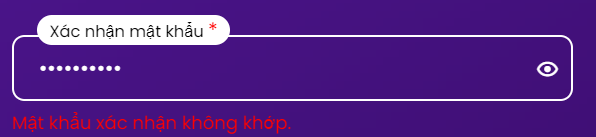 Xác nhận mật khẩu *
••••••••••
Mật khẩu xác nhận không khớp.